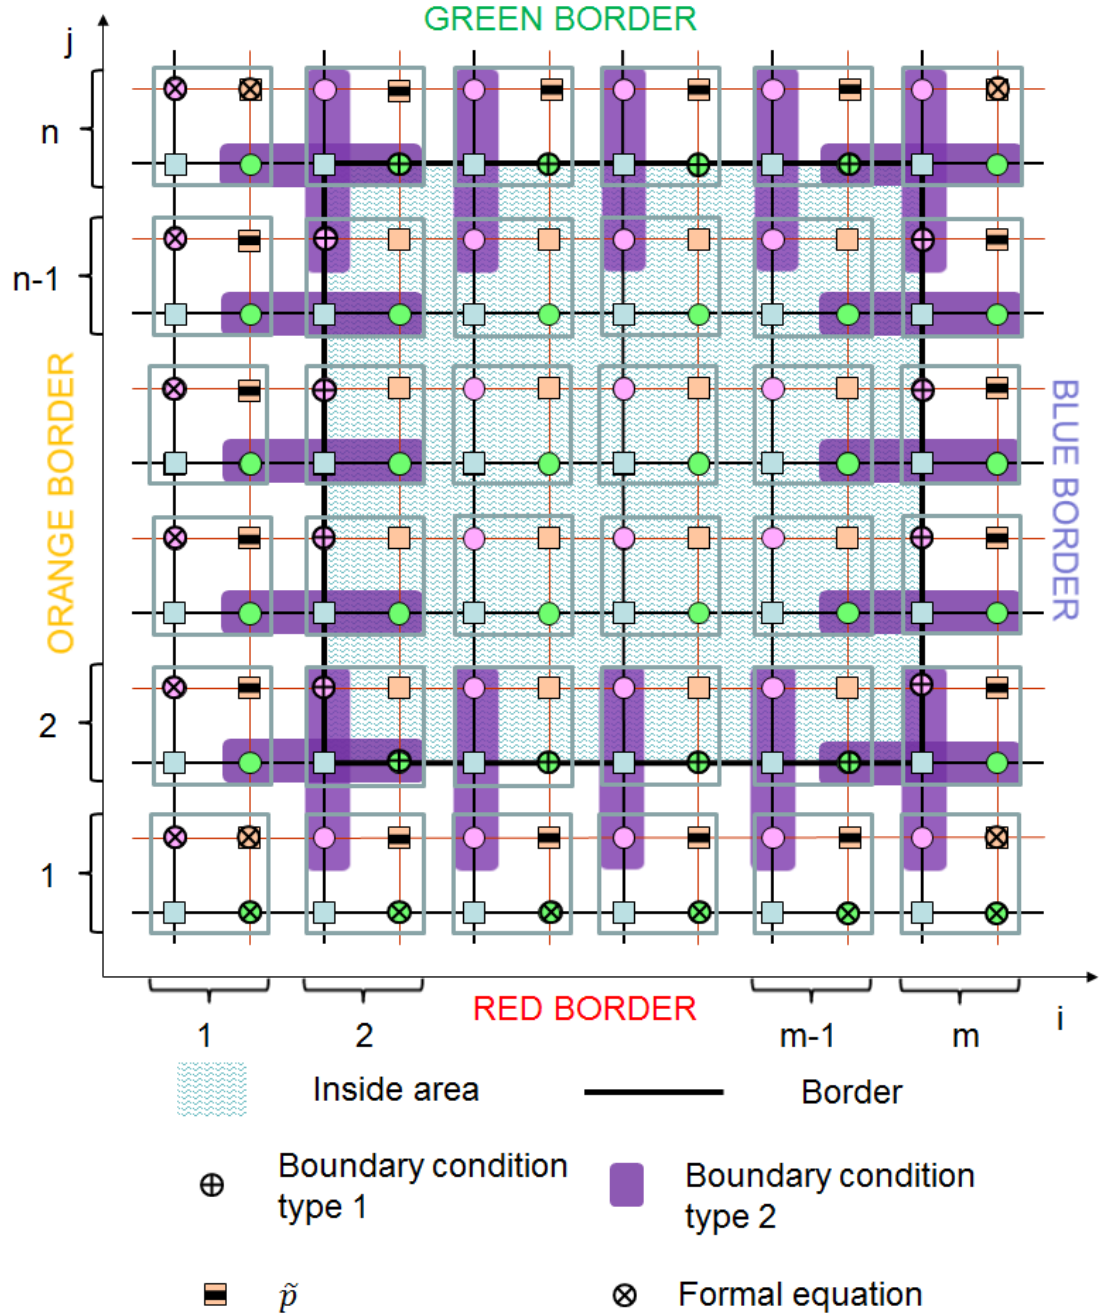 GREEN BORDER
j
n
n-1
ORANGE BORDER
BLUE BORDER
2
1
RED BORDER
1
2
m-1
m
i
Inside area
Border
Boundary condition
type 1
Boundary condition
type 2
p̃
Formal equation